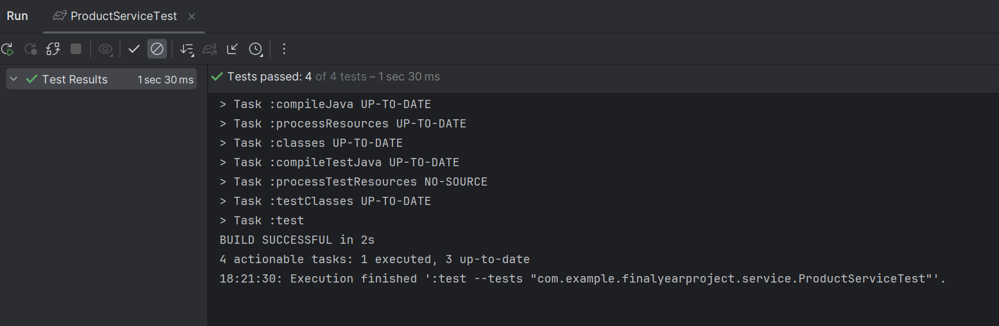 Run ProductServiceTest
Test Results 1 sec 30 ms
Tests passed: 4 of 4 tests – 1 sec 30 ms
> Task :compileJava UP-TO-DATE
> Task :processResources UP-TO-DATE
> Task :classes UP-TO-DATE
> Task :compileTestJava UP-TO-DATE
> Task :processTestResources NO-SOURCE
> Task :testClasses UP-TO-DATE
> Task :test
BUILD SUCCESSFUL in 2s
4 actionable tasks: 1 executed, 3 up-to-date
18:21:30: Execution finished ':test --tests "com.example.finalyearproject.service.ProductServiceTest"'.